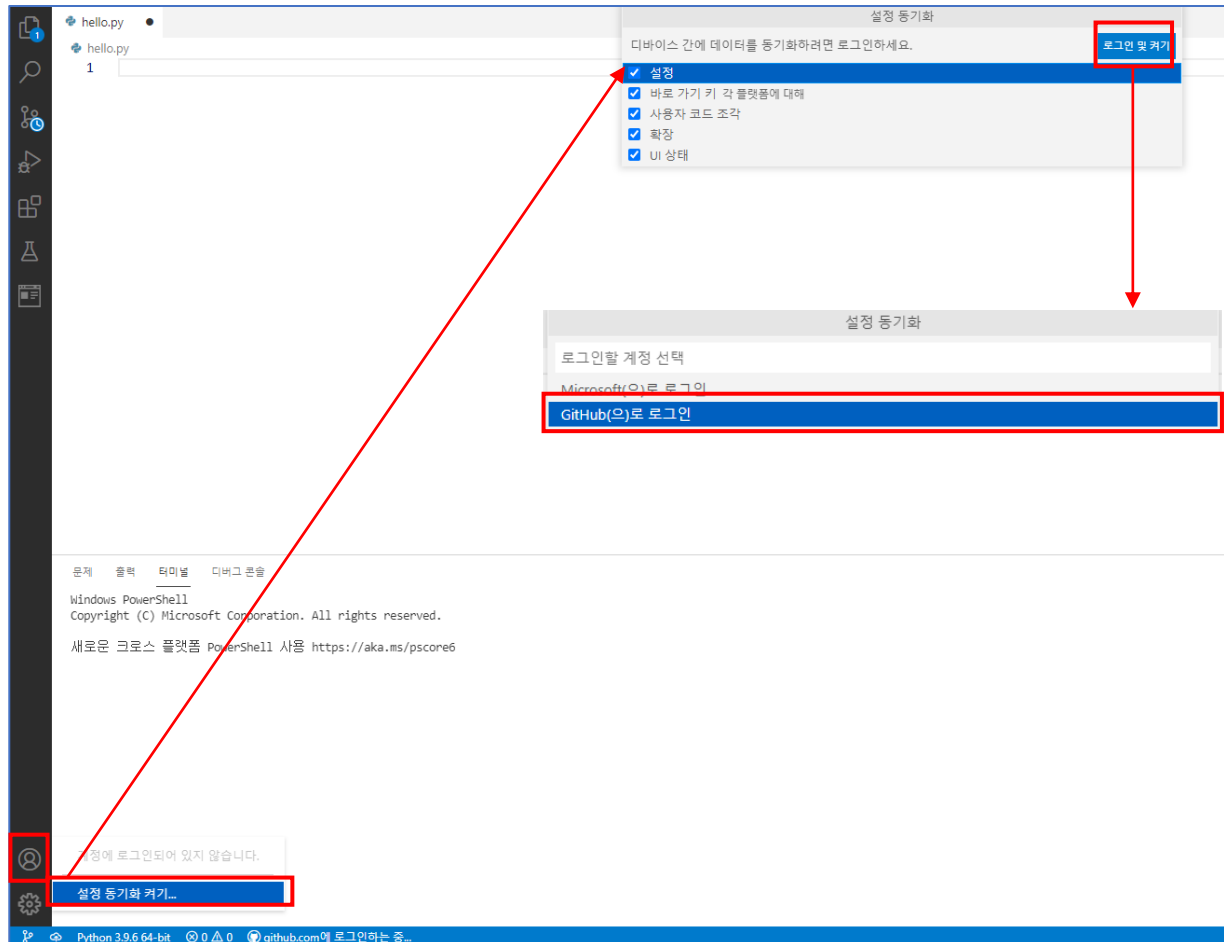 hello.py
설정 동기화
hello.py
디바이스 간에 데이터를 동기화하려면 로그인하세요.
로그인 및 켜기
1
설정
바로 가기 키 각 플랫폼에 대해
사용자 코드 조각
확장
UI 상태
설정 동기화
로그인할 계정 선택
Microsoft(으)로 로그인
GitHub(으)로 로그인
문제 출력 터미널 디버그 콘솔
Windows PowerShell
Copyright (C) Microsoft Corporation. All rights reserved.
새로운 크로스 플랫폼 PowerShell 사용 https://aka.ms/pscore6
계정에 로그인되어 있지 않습니다.
설정 동기화 켜기...
Python 3.9.6 64-bit 0 0 github.com에 로그인하는 중...